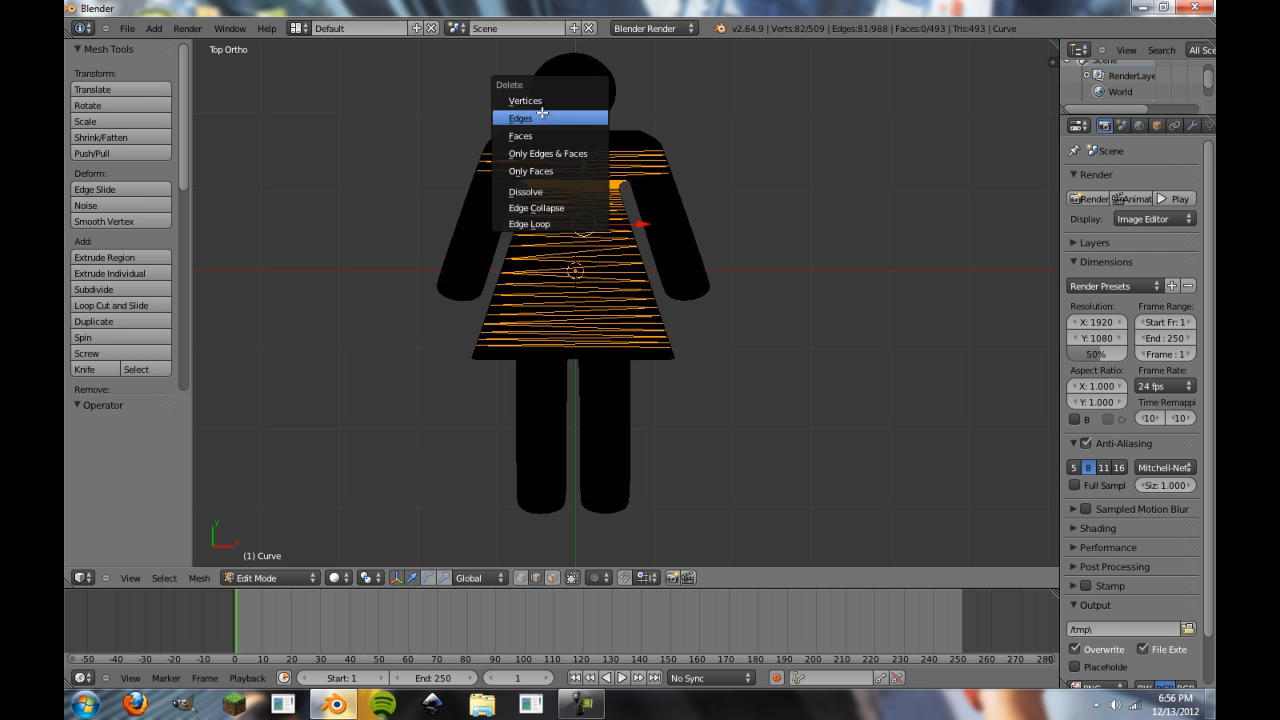 Blender
File Add Render Window Help Default Scene Blender Render v2.64.9 | Verts:82/509 | Edges:81/988 | Faces:0/493 | Tris:493 | Curve
Mesh Tools
Transform:
Translate
Rotate
Scale
Shrink/Fatten
Push/Pull
Deform:
Edge Slide
Noise
Smooth Vertex
Add:
Extrude Region
Extrude Individual
Subdivide
Loop Cut and Slide
Duplicate
Spin
Screw
Knife Select
Remove:
Operator
Top Ortho
Delete
Vertices
Edges
Faces
Only Edges & Faces
Only Faces
Dissolve
Edge Collapse
Edge Loop
y
x
(1) Curve
View Select Mesh Edit Mode Global
-50 -40 -30 -20 -10 0 10 20 30 40 50 60 70 80 90 100 110 120 130 140 150 160 170 180 190 200 210 220 230 240 250 260 270 280
View Marker Frame Playback Start: 1 End: 250 1 No Sync
View Search All Sce
Scene
RenderLaye
World
Scene
Render
Render Animat Play
Display: Image Editor
Layers
Dimensions
Render Presets
Resolution: Frame Range:
X: 1920 Start Fr: 1
Y: 1080 End : 250
50% Frame : 1
Aspect Ratio: Frame Rate:
X: 1.000 24 fps
Y: 1.000 Time Remappi
B Cr 10 10
Anti-Aliasing
5 8 11 16 Mitchell-Net
Full Sampl Siz: 1.000
Sampled Motion Blur
Shading
Performance
Post Processing
Stamp
Output
/tmp\
Overwrite File Exte
Placeholde
6:56 PM
12/13/2012